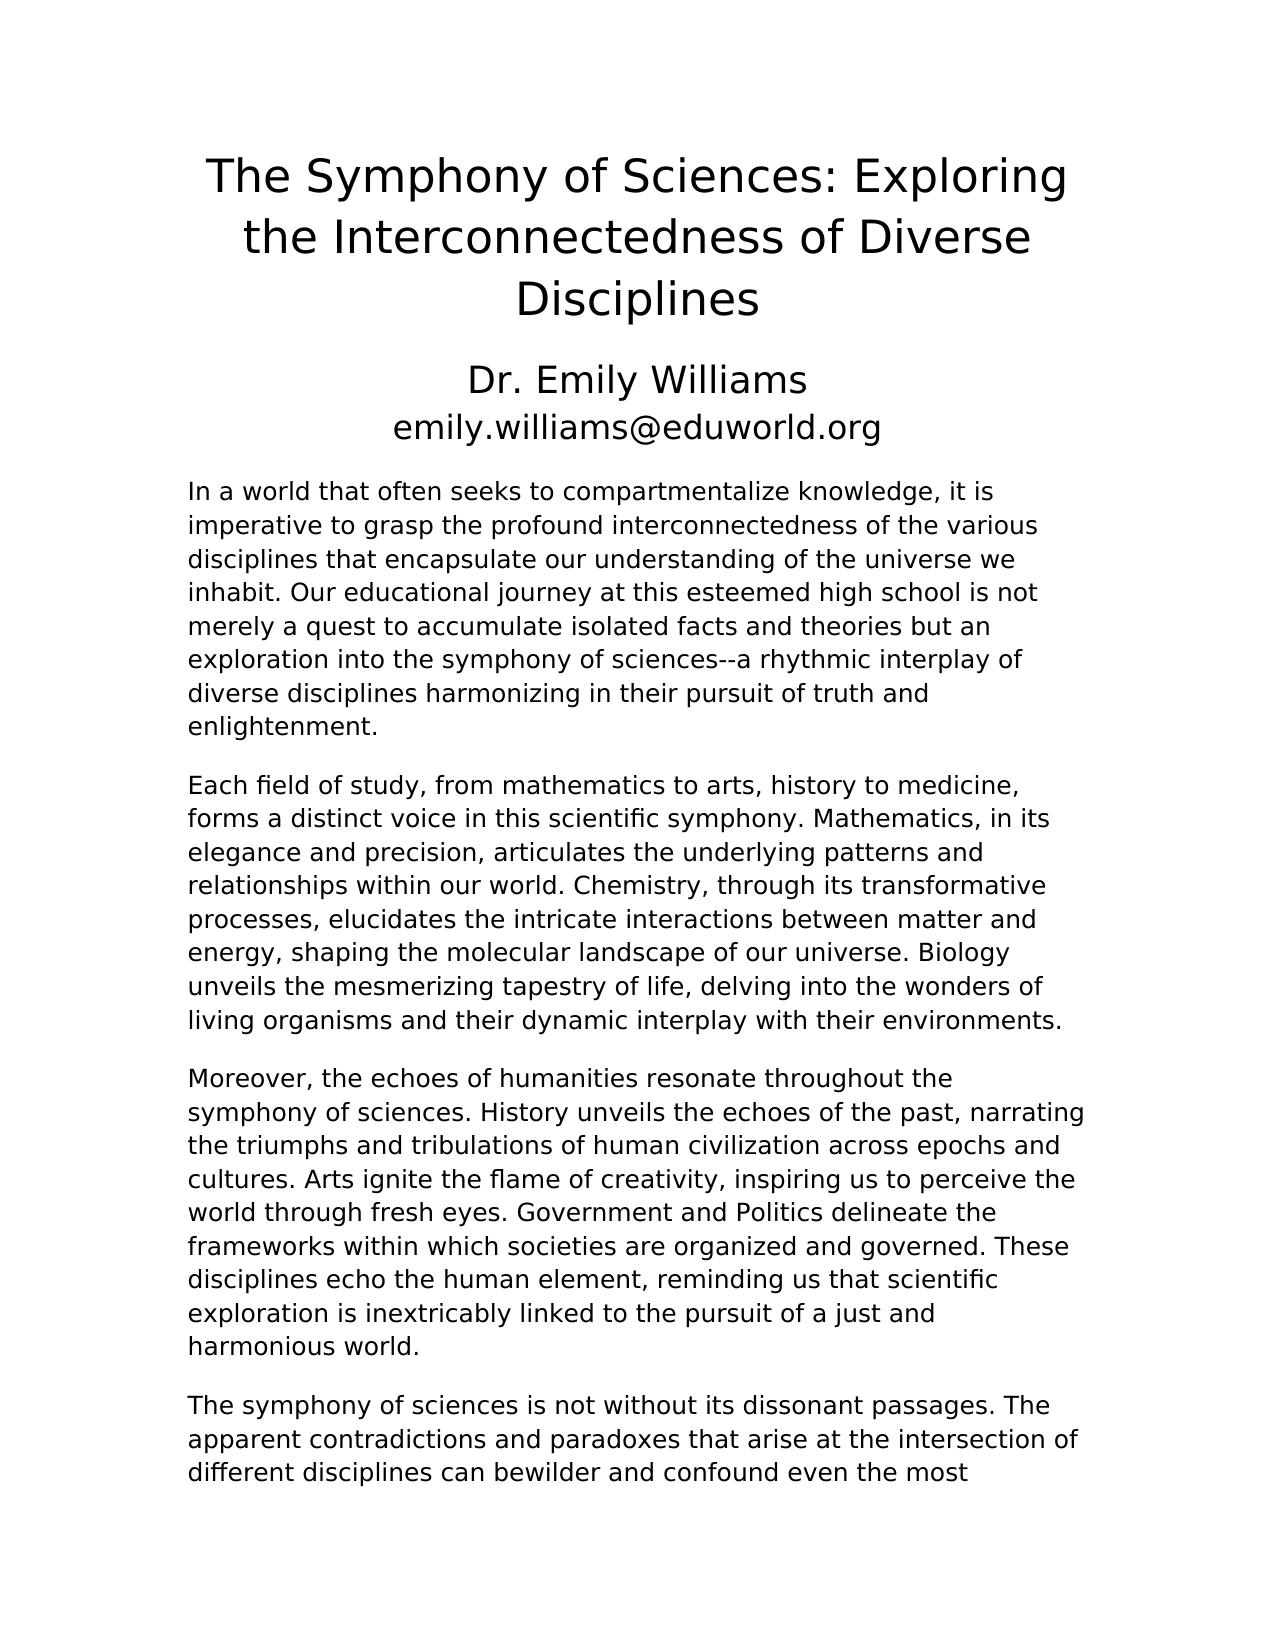 The Symphony of Sciences: Exploring
the Interconnectedness of Diverse
Disciplines
Dr. Emily Williams
emily.williams@eduworld.org
In a world that often seeks to compartmentalize knowledge, it is
imperative to grasp the profound interconnectedness of the various
disciplines that encapsulate our understanding of the universe we
inhabit. Our educational journey at this esteemed high school is not
merely a quest to accumulate isolated facts and theories but an
exploration into the symphony of sciences--a rhythmic interplay of
diverse disciplines harmonizing in their pursuit of truth and
enlightenment.
Each field of study, from mathematics to arts, history to medicine,
forms a distinct voice in this scientific symphony. Mathematics, in its
elegance and precision, articulates the underlying patterns and
relationships within our world. Chemistry, through its transformative
processes, elucidates the intricate interactions between matter and
energy, shaping the molecular landscape of our universe. Biology
unveils the mesmerizing tapestry of life, delving into the wonders of
living organisms and their dynamic interplay with their environments.
Moreover, the echoes of humanities resonate throughout the
symphony of sciences. History unveils the echoes of the past, narrating
the triumphs and tribulations of human civilization across epochs and
cultures. Arts ignite the flame of creativity, inspiring us to perceive the
world through fresh eyes. Government and Politics delineate the
frameworks within which societies are organized and governed. These
disciplines echo the human element, reminding us that scientific
exploration is inextricably linked to the pursuit of a just and
harmonious world.
The symphony of sciences is not without its dissonant passages. The
apparent contradictions and paradoxes that arise at the intersection of
different disciplines can bewilder and confound even the most